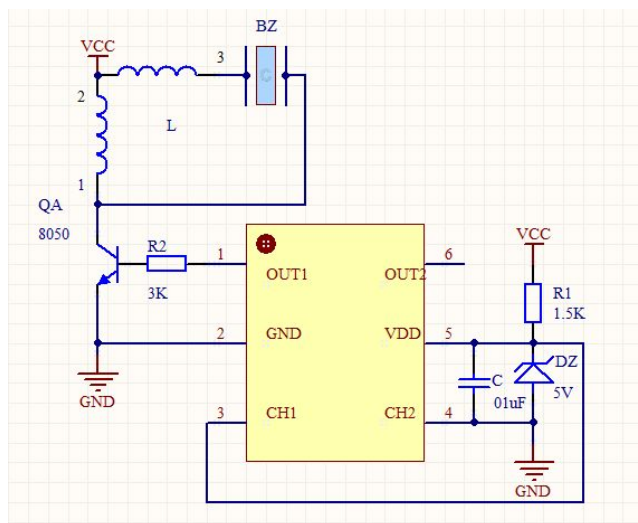 BZ
VCC
3
2
L
1
QA
8050
R2
3K
1
OUT1
OUT2
6
VCC
R1
1.5K
2
GND
VDD
5
DZ
5V
C
01uF
GND
3
CH1
CH2
4
GND